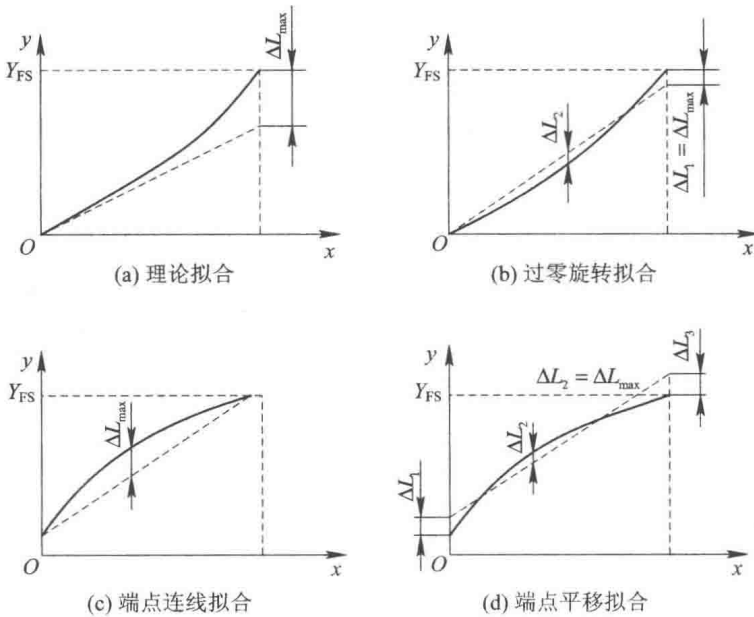 y
Y_FS
ΔL_max
O
x
(a) 理论拟合
y
Y_FS
ΔL_2
ΔL_1 = ΔL_max
O
x
(b) 过零旋转拟合
y
Y_FS
ΔL_max
O
x
(c) 端点连线拟合
y
Y_FS
ΔL_2 = ΔL_max
ΔL_3
ΔL_2
ΔL_1
O
x
(d) 端点平移拟合